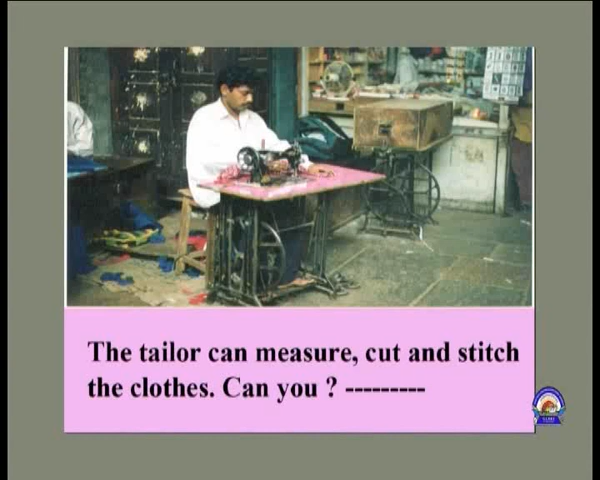 The tailor can measure, cut and stitch
the clothes. Can you ? ---------